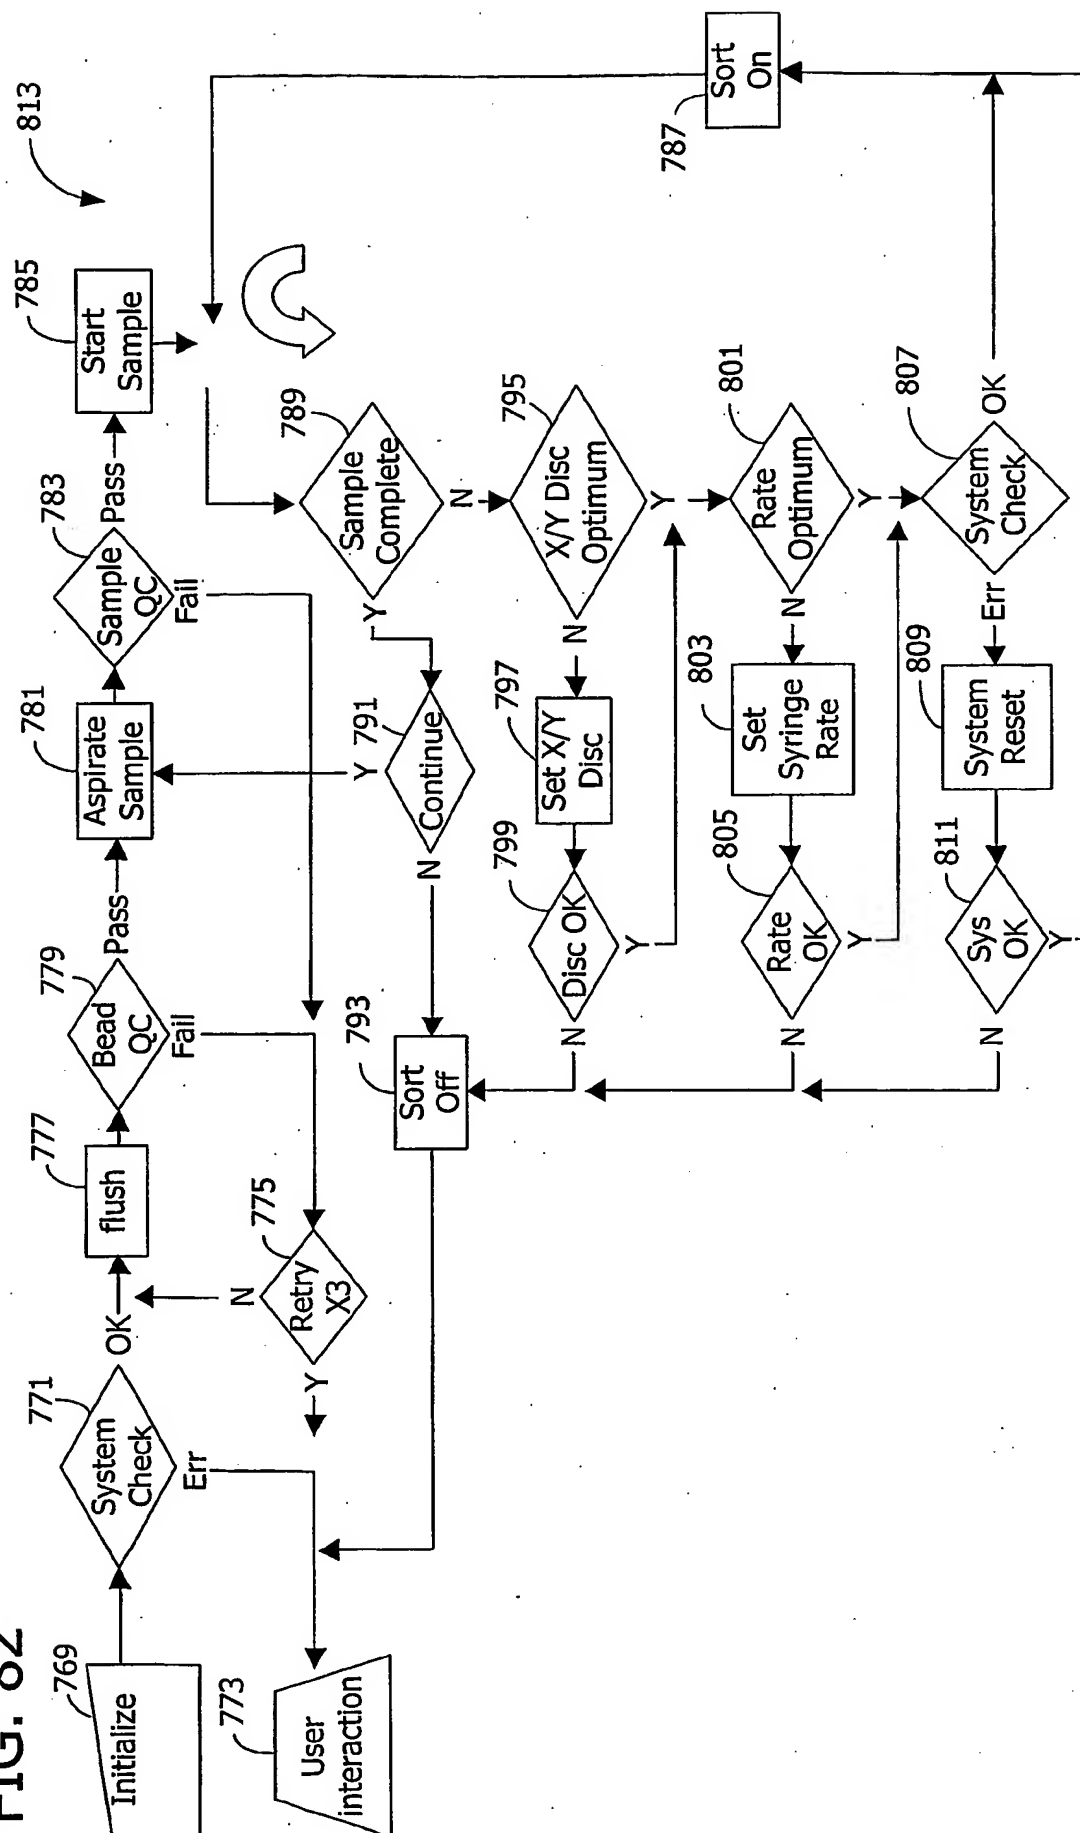 FIG. 82
813
769
Initialize
771
System
Check
OK
Err
777
flush
779
Bead
QC
Pass
Fail
781
Aspirate
Sample
783
Sample
QC
Pass
Fail
785
Start
Sample
773
User
interaction
775
Retry
X3
N
Y
789
Sample
Complete
Y
N
791
Continue
Y
N
793
Sort
Off
795
X/Y Disc
Optimum
N
Y
797
Set X/Y
Disc
799
Disc OK
Y
N
801
Rate
Optimum
N
Y
803
Set
Syringe
Rate
805
Rate
OK
Y
N
807
System
Check
OK
Err
809
System
Reset
811
Sys
OK
Y
N
787
Sort
On